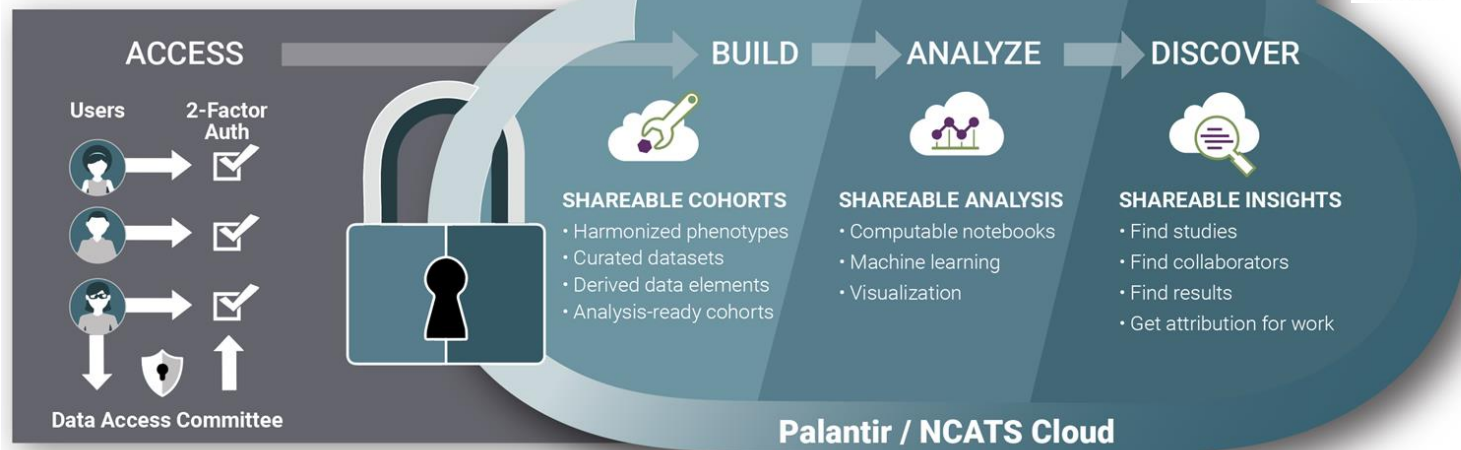 ACCESS
BUILD
ANALYZE
DISCOVER
Users
2-Factor
Auth
Data Access Committee
SHAREABLE COHORTS
• Harmonized phenotypes
• Curated datasets
• Derived data elements
• Analysis-ready cohorts
SHAREABLE ANALYSIS
• Computable notebooks
• Machine learning
• Visualization
SHAREABLE INSIGHTS
• Find studies
• Find collaborators
• Find results
• Get attribution for work
Palantir / NCATS Cloud